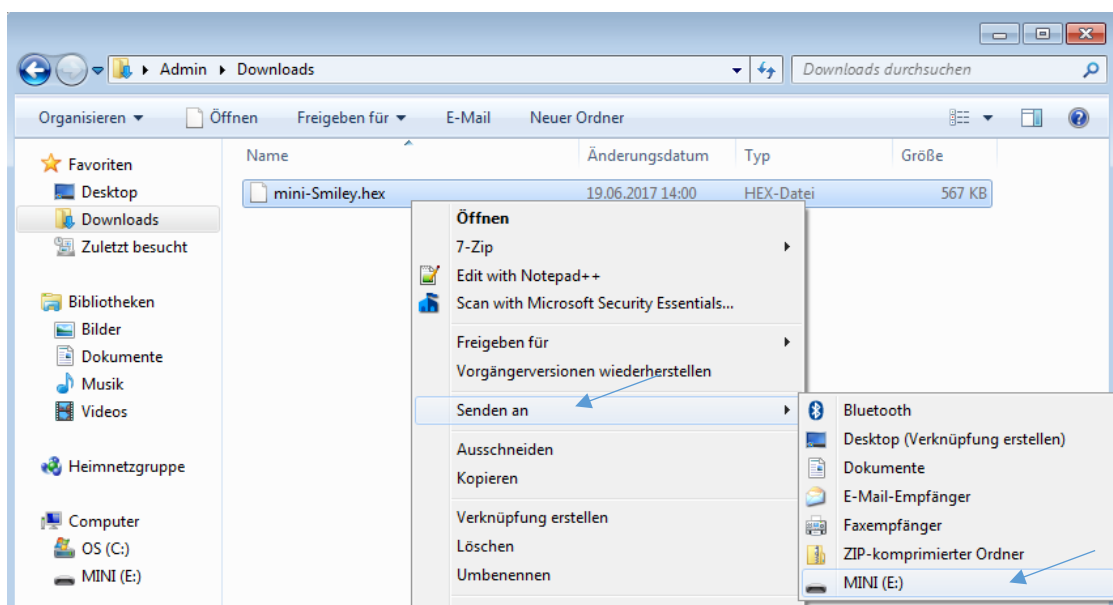 Admin Downloads
Downloads durchsuchen
Organisieren Öffnen Freigeben für E-Mail Neuer Ordner
Name Änderungsdatum Typ Größe
mini-Smiley.hex 19.06.2017 14:00 HEX-Datei 567 KB
Favoriten
Desktop
Downloads
Zuletzt besucht
Bibliotheken
Bilder
Dokumente
Musik
Videos
Heimnetzgruppe
Computer
OS (C:)
MINI (E:)
Öffnen
7-Zip
Edit with Notepad++
Scan with Microsoft Security Essentials...
Freigeben für
Vorgängerversionen wiederherstellen
Senden an
Ausschneiden
Kopieren
Verknüpfung erstellen
Löschen
Umbenennen
Bluetooth
Desktop (Verknüpfung erstellen)
Dokumente
E-Mail-Empfänger
Faxempfänger
ZIP-komprimierter Ordner
MINI (E:)